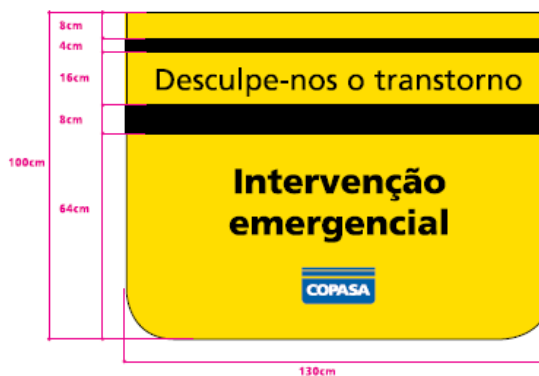 8cm
4cm
16cm
Desculpe-nos o transtorno
8cm
100cm
64cm
Intervenção
emergencial
COPASA
130cm